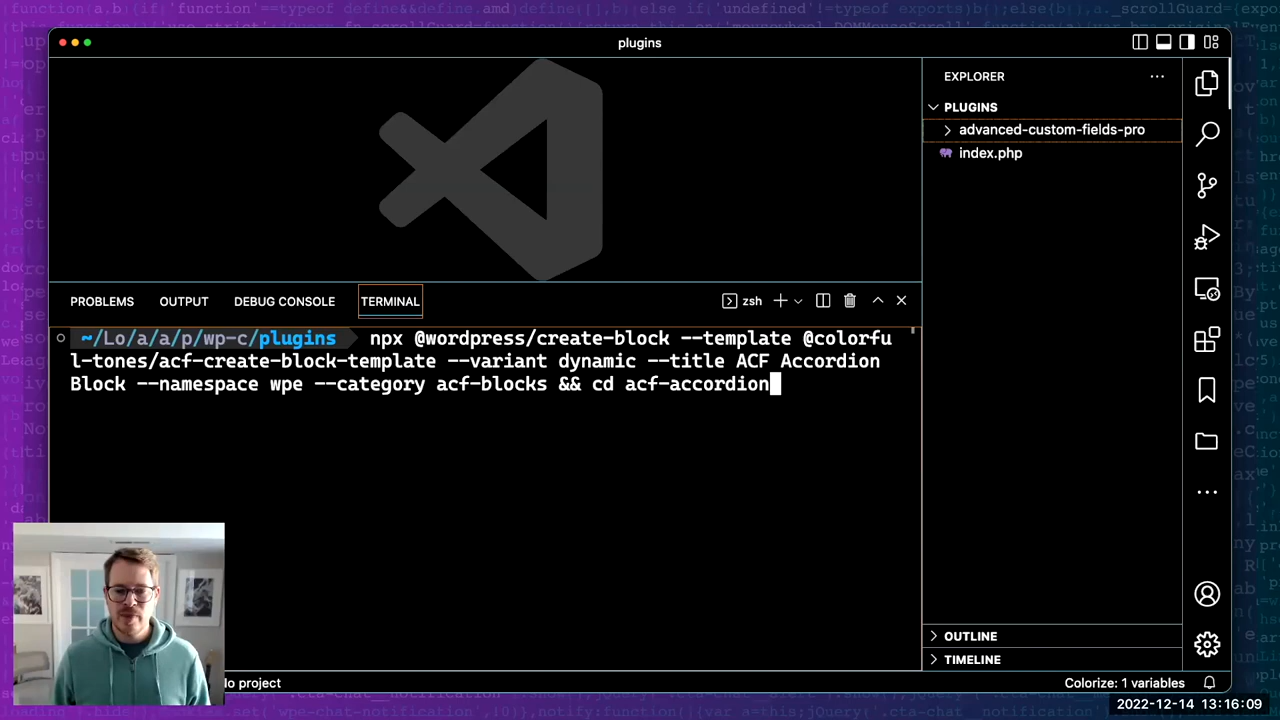 plugins
EXPLORER
PLUGINS
advanced-custom-fields-pro
index.php
PROBLEMS OUTPUT DEBUG CONSOLE TERMINAL zsh
~/Lo/a/a/p/wp-c/plugins npx @wordpress/create-block --template @colorfu
l-tones/acf-create-block-template --variant dynamic --title ACF Accordion
Block --namespace wpe --category acf-blocks && cd acf-accordion
OUTLINE
TIMELINE
project Colorize: 1 variables
2022-12-14 13:16:09